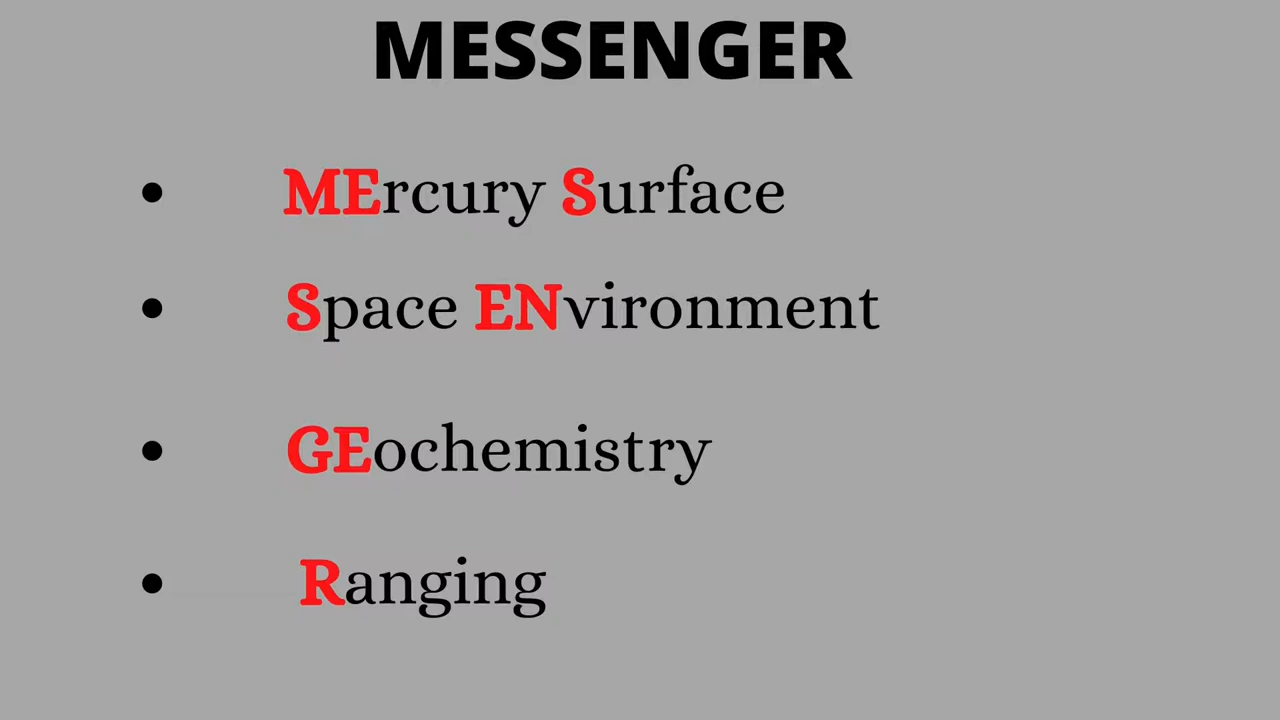 MESSENGER
• MErcury Surface
• Space ENvironment
• GEochemistry
• Ranging